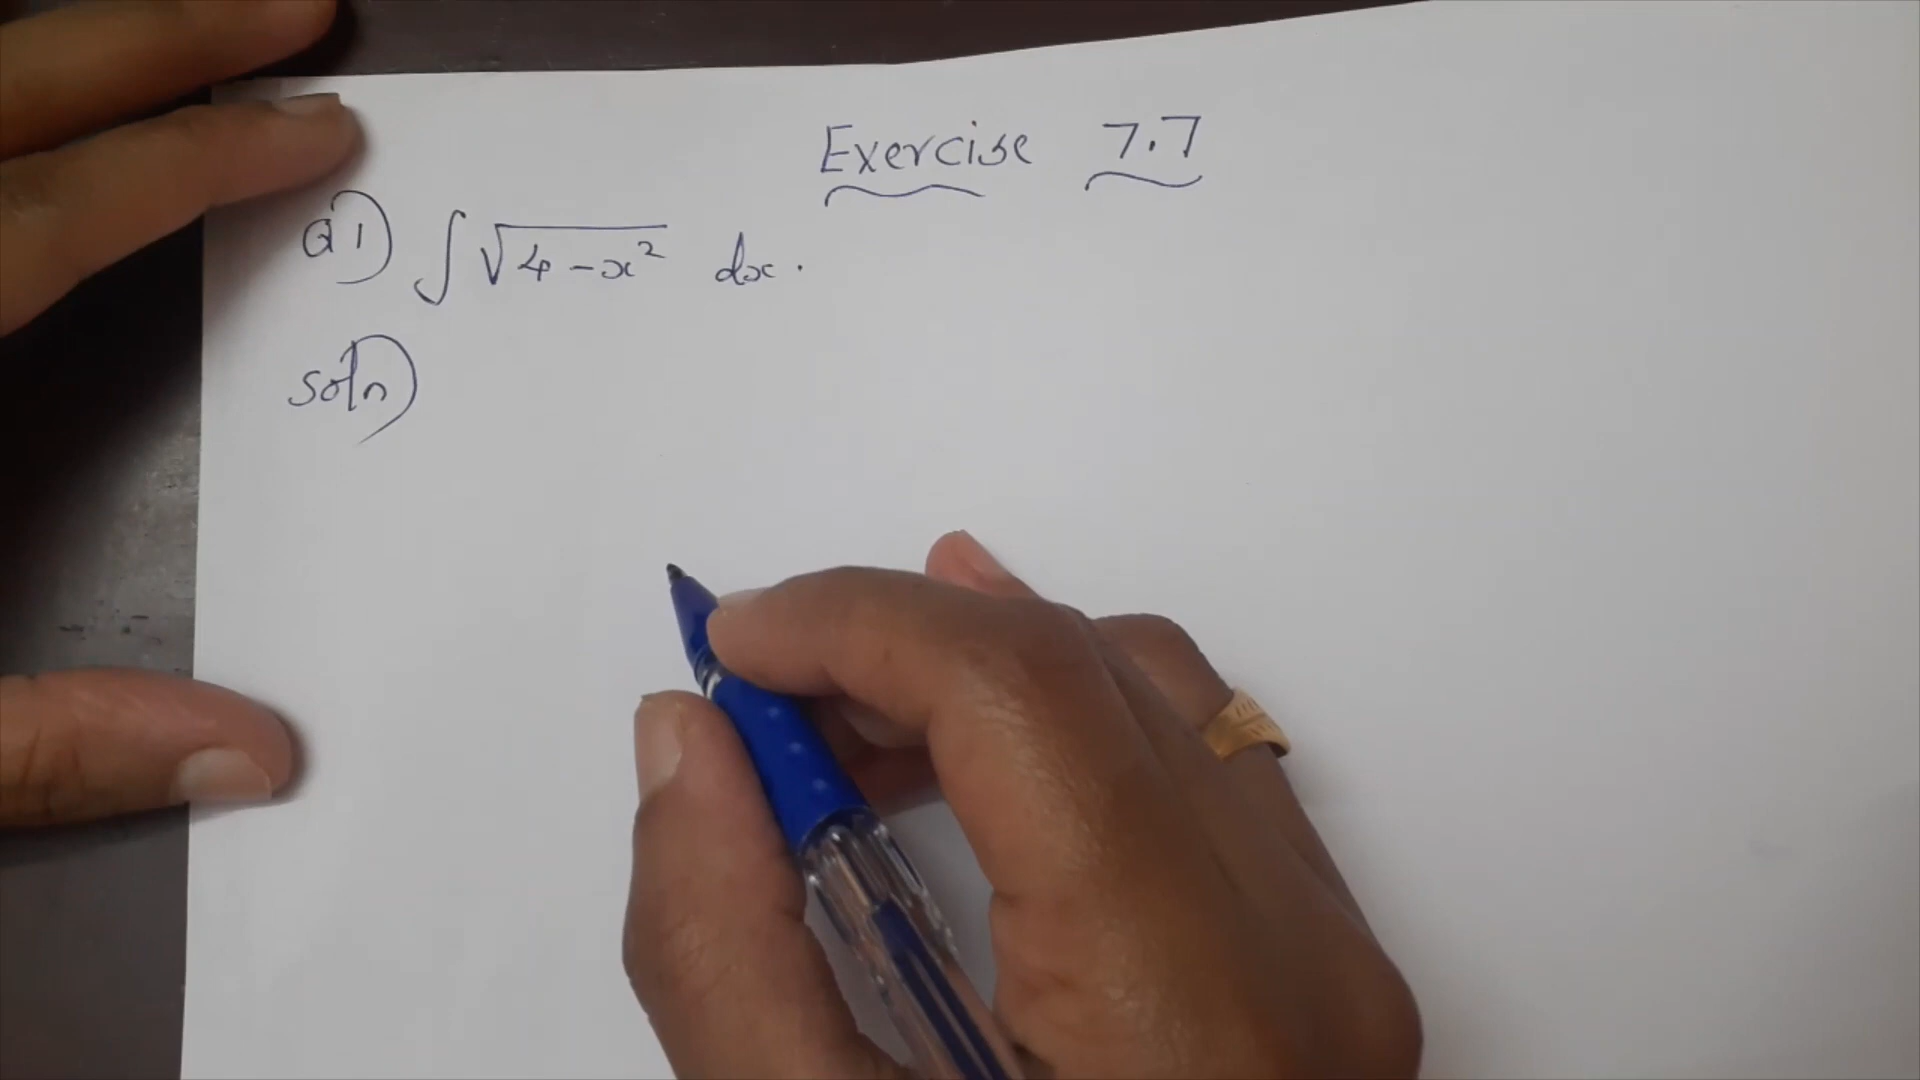 Exercise 7.7
Q1) ∫ √4-x² dx.
Soln)